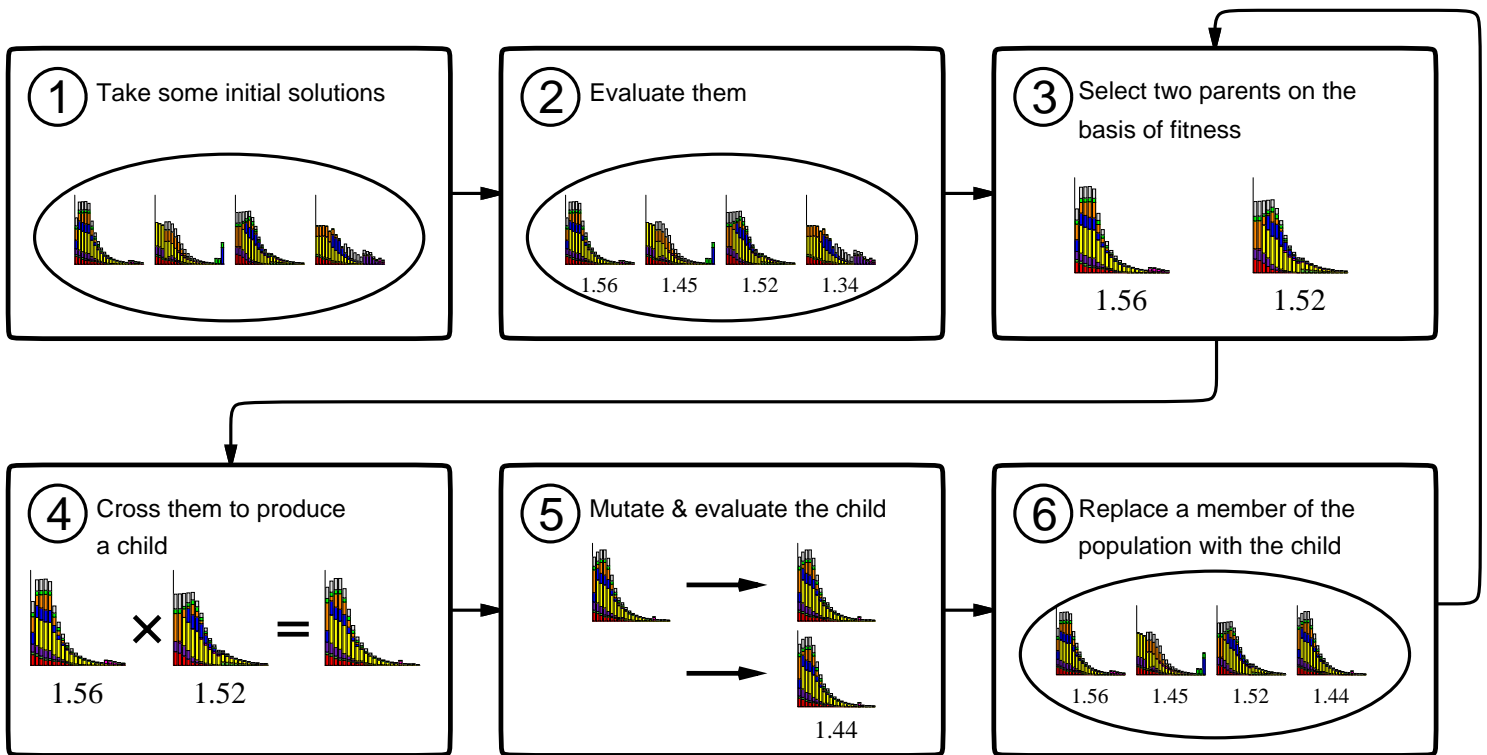 1 Take some initial solutions
2 Evaluate them
1.56 1.45 1.52 1.34
3 Select two parents on the
basis of fitness
1.56 1.52
4 Cross them to produce
a child
× =
1.56 1.52
5 Mutate & evaluate the child
1.44
6 Replace a member of the
population with the child
1.56 1.45 1.52 1.44